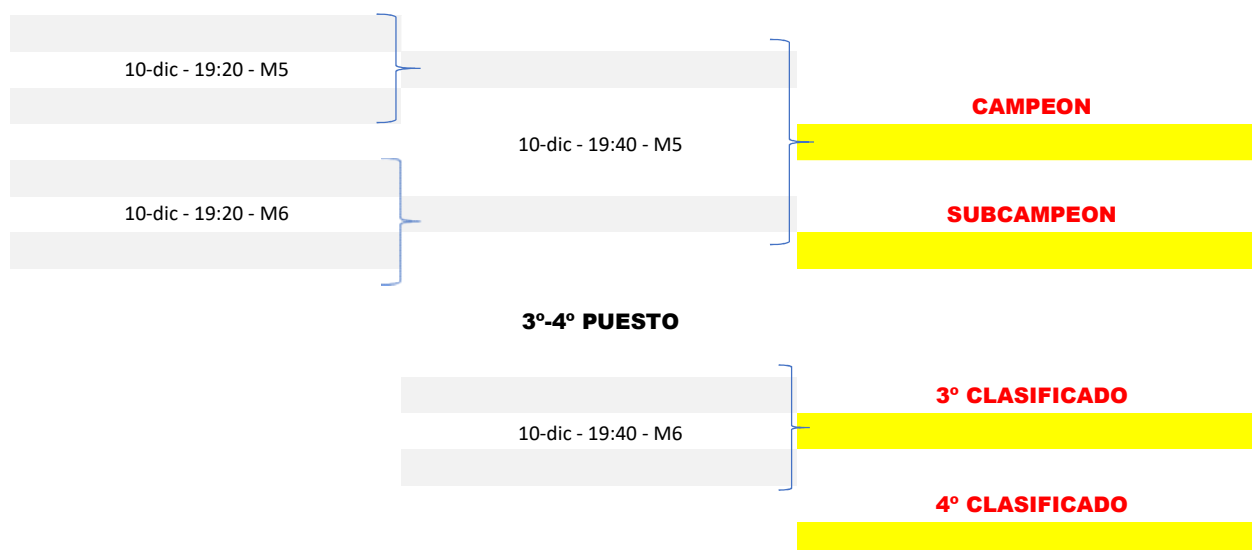 10-dic - 19:20 - M5
CAMPEON
10-dic - 19:40 - M5
10-dic - 19:20 - M6
SUBCAMPEON
3º-4º PUESTO
3º CLASIFICADO
10-dic - 19:40 - M6
4º CLASIFICADO